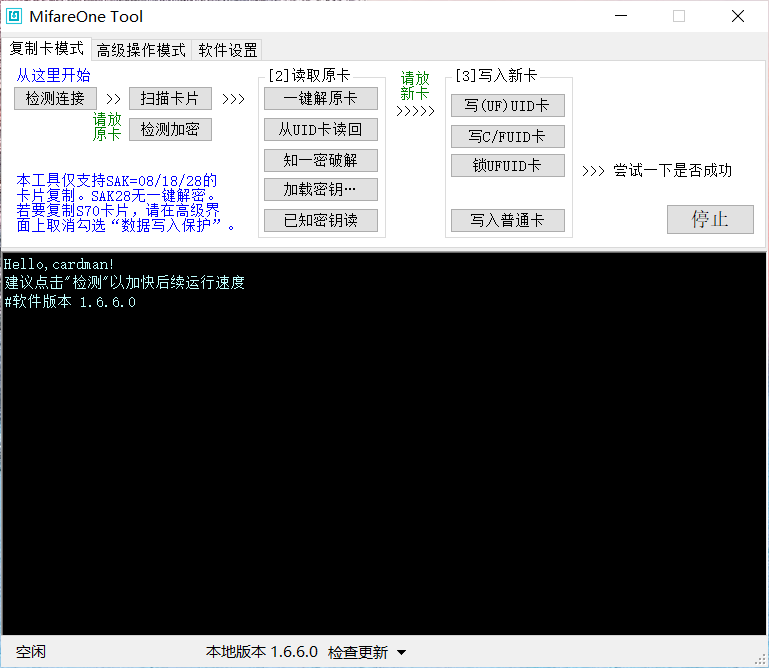 MifareOne Tool
复制卡模式 高级操作模式 软件设置
从这里开始
检测连接 >> 扫描卡片 >>>
请放
原卡
检测加密
本工具仅支持SAK=08/18/28的
卡片复制。SAK28无一键解密。
若要复制S70卡片，请在高级界
面上取消勾选“数据写入保护”。
[2]读取原卡
一键解原卡
从UID卡读回
知一密破解
加载密钥…
已知密钥读
请放
新卡
>>>>>
[3]写入新卡
写(UF)UID卡
写C/FUID卡
锁UFUID卡
写入普通卡
>>> 尝试一下是否成功
停止
Hello,cardman!
建议点击"检测"以加快后续运行速度
#软件版本 1.6.6.0
空闲 本地版本 1.6.6.0 检查更新